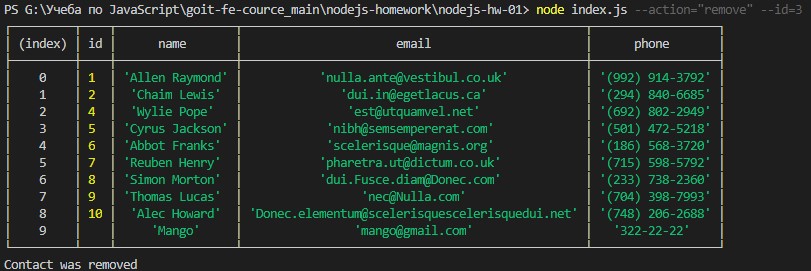 PS G:\Учеба по JavaScript\goit-fe-cource_main\nodejs-homework\nodejs-hw-01> node index.js --action="remove" --id=3
(index) id name email phone
0 1 'Allen Raymond' 'nulla.ante@vestibul.co.uk' '(992) 914-3792'
1 2 'Chaim Lewis' 'dui.in@egetlacus.ca' '(294) 840-6685'
2 4 'Wylie Pope' 'est@utquamvel.net' '(692) 802-2949'
3 5 'Cyrus Jackson' 'nibh@semsempererat.com' '(501) 472-5218'
4 6 'Abbot Franks' 'scelerisque@magnis.org' '(186) 568-3720'
5 7 'Reuben Henry' 'pharetra.ut@dictum.co.uk' '(715) 598-5792'
6 8 'Simon Morton' 'dui.Fusce.diam@Donec.com' '(233) 738-2360'
7 9 'Thomas Lucas' 'nec@Nulla.com' '(704) 398-7993'
8 10 'Alec Howard' 'Donec.elementum@scelerisquescelerisquedui.net' '(748) 206-2688'
9 'Mango' 'mango@gmail.com' '322-22-22'
Contact was removed